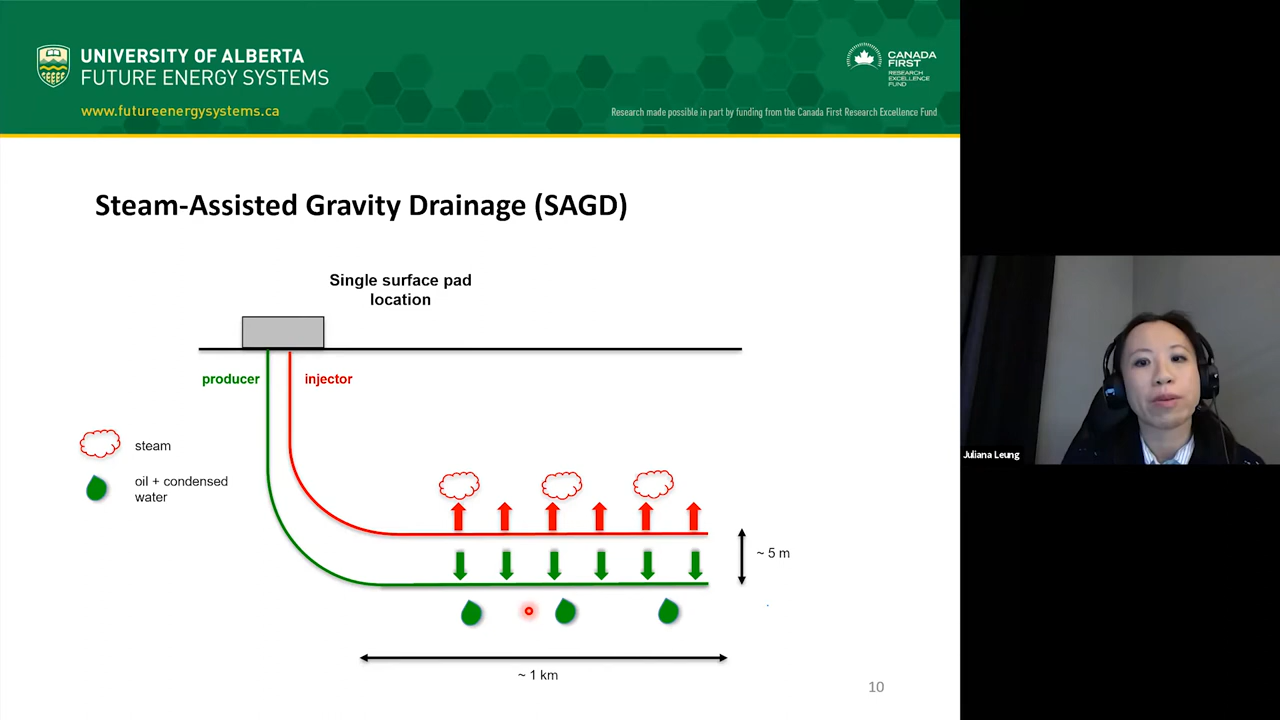 UNIVERSITY OF ALBERTA
FUTURE ENERGY SYSTEMS
www.futureenergysystems.ca
CANADA
FIRST
RESEARCH
EXCELLENCE
FUND
Research made possible in part by funding from the Canada First Research Excellence Fund
Steam-Assisted Gravity Drainage (SAGD)
Single surface pad
location
producer
injector
steam
oil + condensed
water
~ 5 m
~ 1 km
10
Juliana Leung